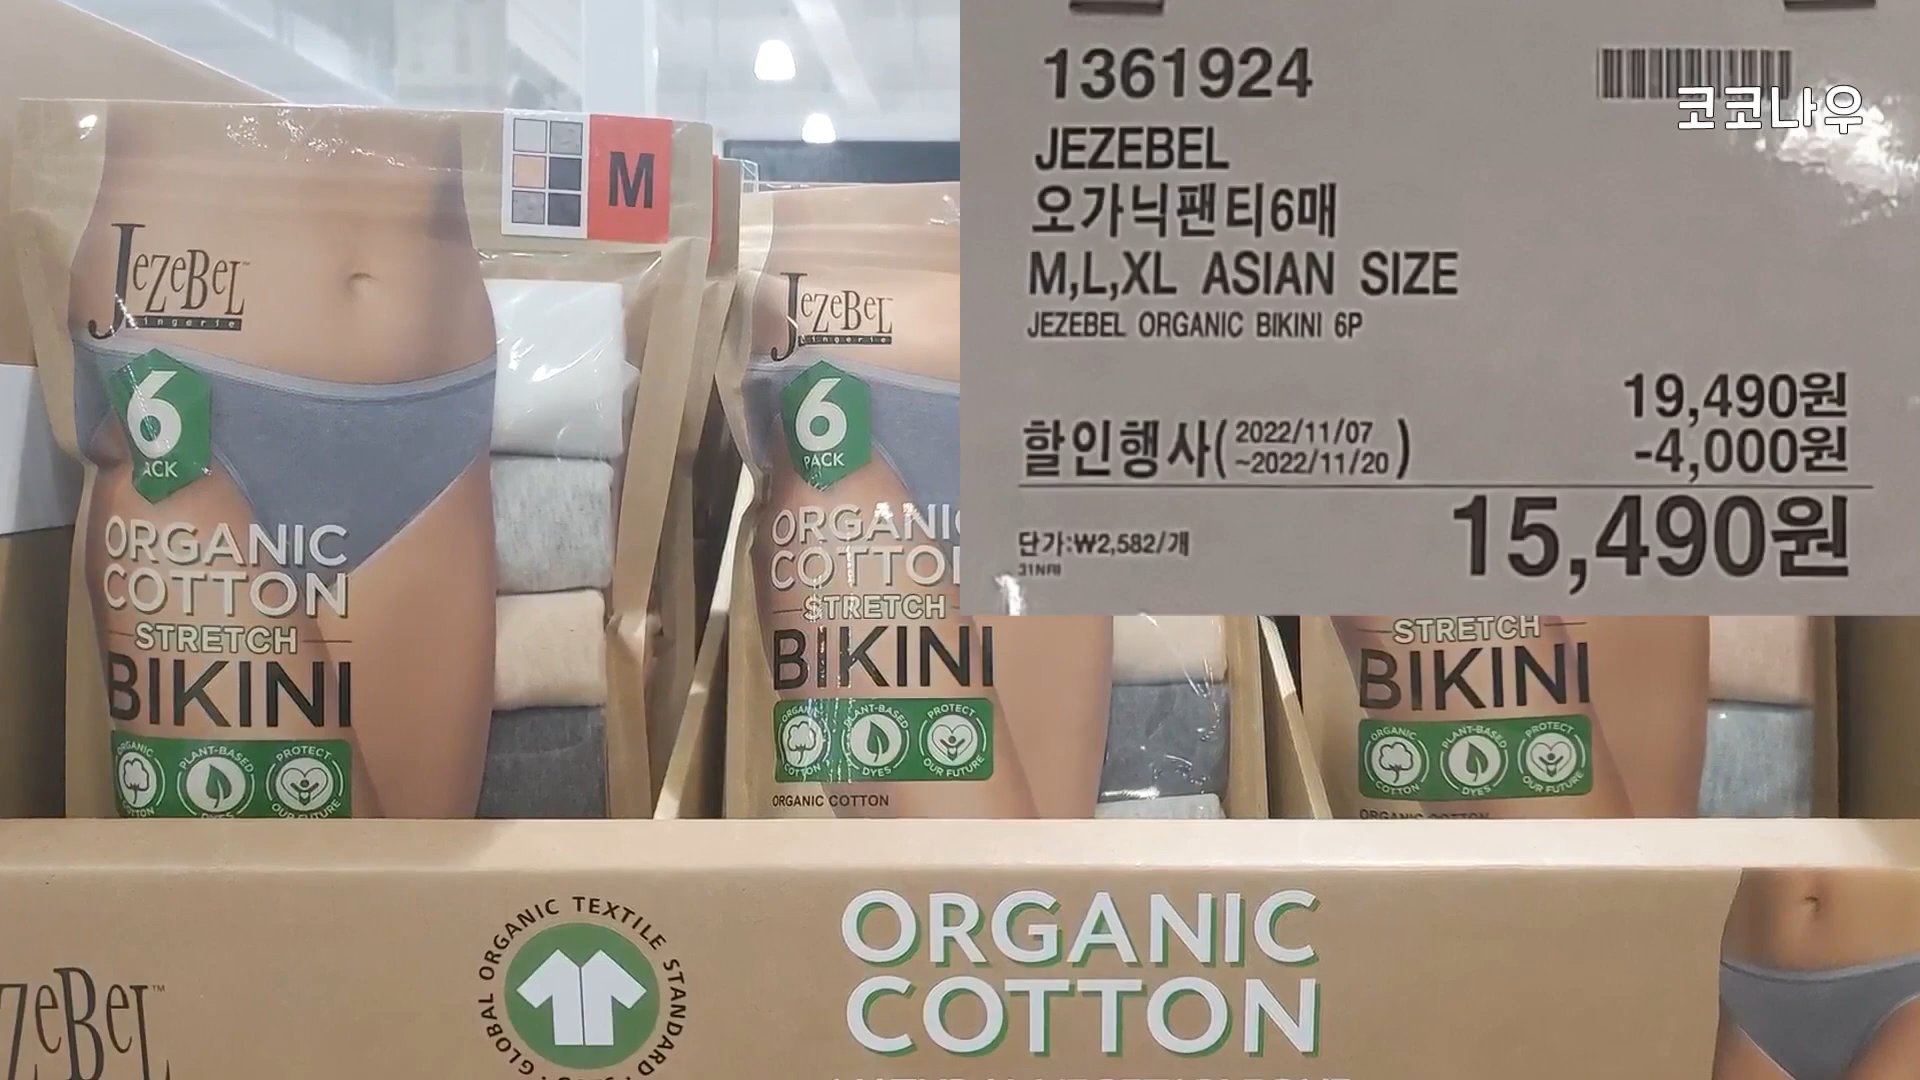 1361924
코코나우
JEZEBEL
오가닉팬티6매
M,L,XL ASIAN SIZE
JEZEBEL ORGANIC BIKINI 6P
19,490원
할인행사(2022/11/07 ~2022/11/20)
-4,000원
15,490원
단가:₩2,582/개
M
JEZEBEL™
Lingerie
6
PACK
ORGANIC
COTTON
STRETCH
BIKINI
ORGANIC COTTON
PLANT-BASED DYES
PROTECT OUR FUTURE
JEZEBEL
Lingerie
6
PACK
ORGANIC
COTTON
STRETCH
BIKINI
ORGANIC COTTON
PLANT-BASED DYES
PROTECT OUR FUTURE
ORGANIC COTTON
STRETCH
BIKINI
ORGANIC COTTON
PLANT-BASED DYES
PROTECT OUR FUTURE
ORGANIC COTTON
ZEBEL™
GLOBAL ORGANIC TEXTILE STANDARD
ORGANIC
COTTON